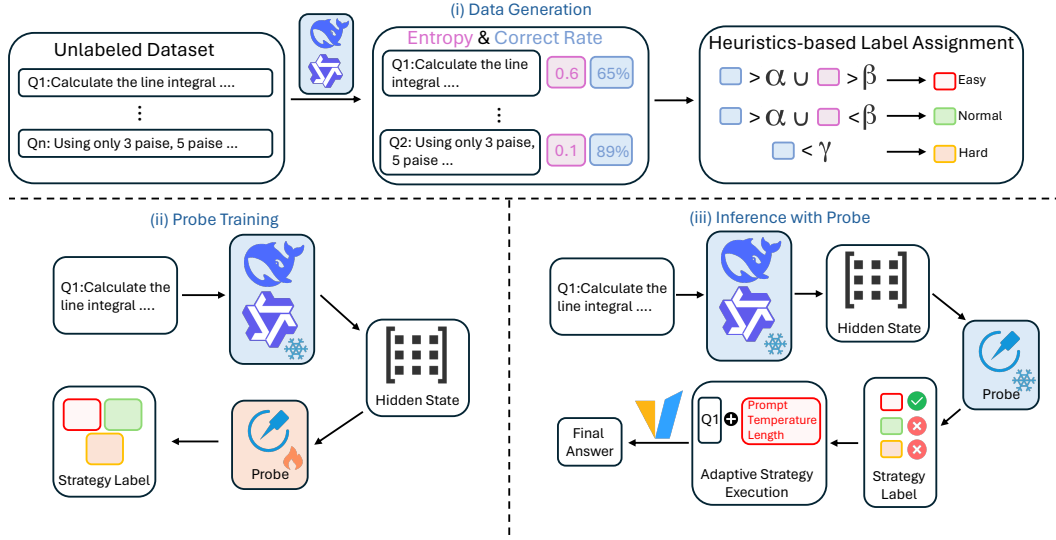 (i) Data Generation
Unlabeled Dataset
Q1:Calculate the line integral ....
⋮
Qn: Using only 3 paise, 5 paise ...
Entropy & Correct Rate
Q1:Calculate the line
integral ....
0.6
65%
⋮
Q2: Using only 3 paise,
5 paise ...
0.1
89%
Heuristics-based Label Assignment
> α ∪ > β
Easy
> α ∪ < β
Normal
< γ
Hard
(ii) Probe Training
Q1:Calculate the
line integral ....
Hidden State
Probe
Strategy Label
(iii) Inference with Probe
Q1:Calculate the
line integral ....
Hidden State
Probe
Strategy
Label
Q1
Prompt
Temperature
Length
Adaptive Strategy
Execution
Final
Answer